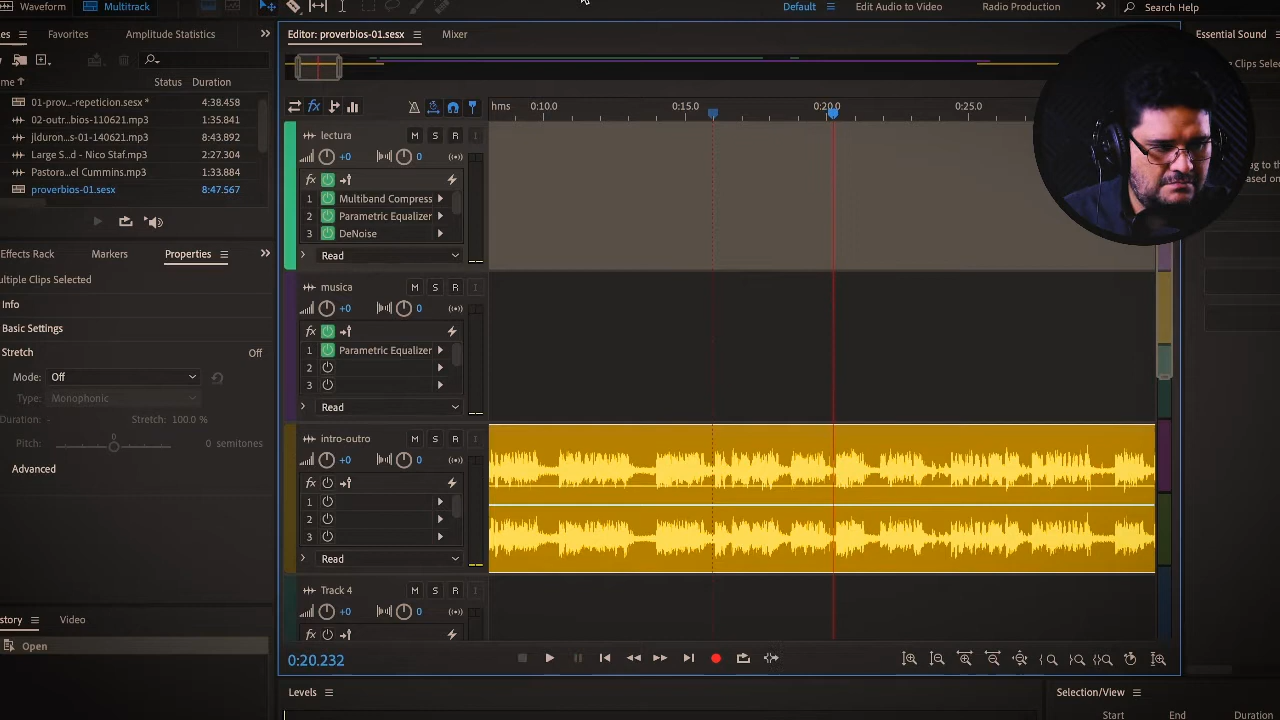 Waveform Multitrack Default Edit Audio to Video Radio Production Search Help
Favorites Amplitude Statistics
Editor: proverbios-01.sesx Mixer
Essential Sound
Status Duration
01-prov...-repeticion.sesx * 4:38.458
02-outr...bios-110621.mp3 1:35.841
jlduron...s-01-140621.mp3 8:43.892
Large S...d - Nico Staf.mp3 2:27.304
Pastora...el Cummins.mp3 1:33.884
proverbios-01.sesx 8:47.567
Effects Rack Markers Properties
ultiple Clips Selected
Info
Basic Settings
Stretch Off
Mode: Off
Type: Monophonic
Duration: - Stretch: 100.0 %
0
Pitch: 0 semitones
Advanced
story Video
Open
fx hms 0:10.0 0:15.0 0:20.0 0:25.0
lectura M S R I
+0 0
fx
1 Multiband Compress
2 Parametric Equalizer
3 DeNoise
Read
musica M S R I
+0 0
fx
1 Parametric Equalizer
2
3
Read
intro-outro M S R I
+0 0
fx
1
2
3
Read
Track 4 M S R I
+0 0
fx
0:20.232
Levels
Selection/View
Start End Duration